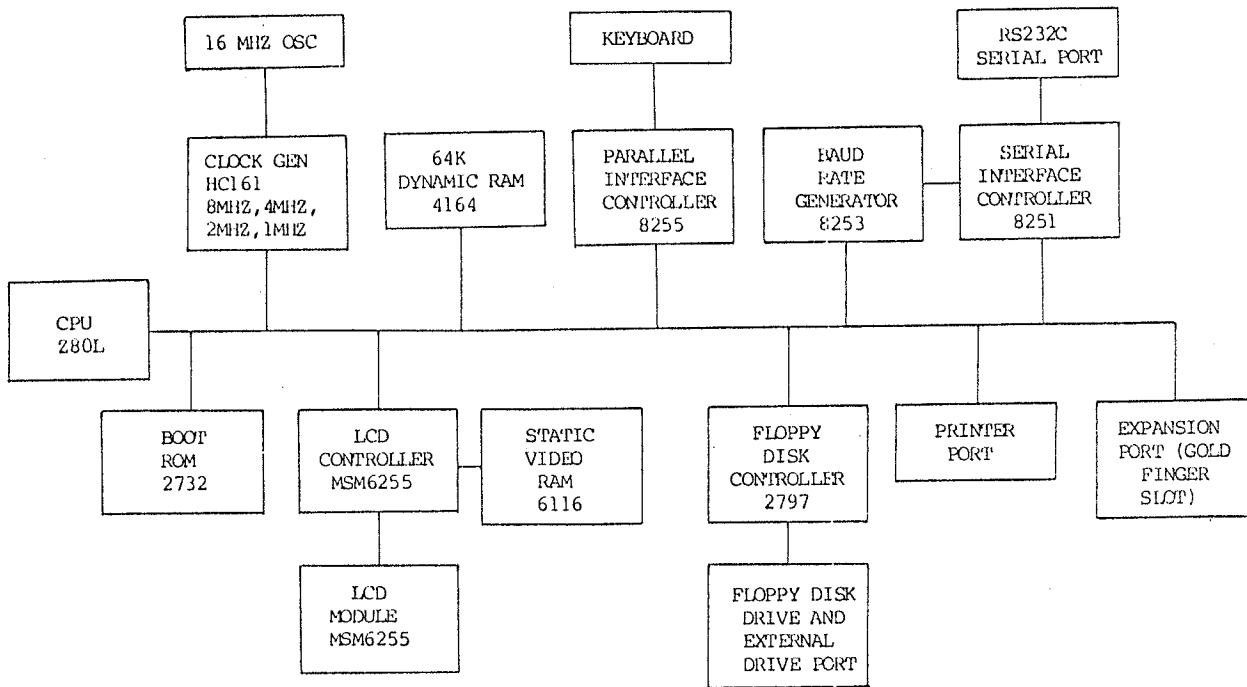 16 MHZ OSC
KEYBOARD
RS232C
SERIAL PORT
CLOCK GEN
HC161
8MHZ,4MHZ,
2MHZ,1MHZ
64K
DYNAMIC RAM
4164
PARALLEL
INTERFACE
CONTROLLER
8255
BAUD
RATE
GENERATOR
8253
SERIAL
INTERFACE
CONTROLLER
8251
CPU
Z80L
BOOT
ROM
2732
LCD
CONTROLLER
MSM6255
STATIC
VIDEO
RAM
6116
FLOPPY
DISK
CONTROLLER
2797
PRINTER
PORT
EXPANSION
PORT (GOLD
FINGER
SLOT)
LCD
MODULE
MSM6255
FLOPPY DISK
DRIVE AND
EXTERNAL
DRIVE PORT